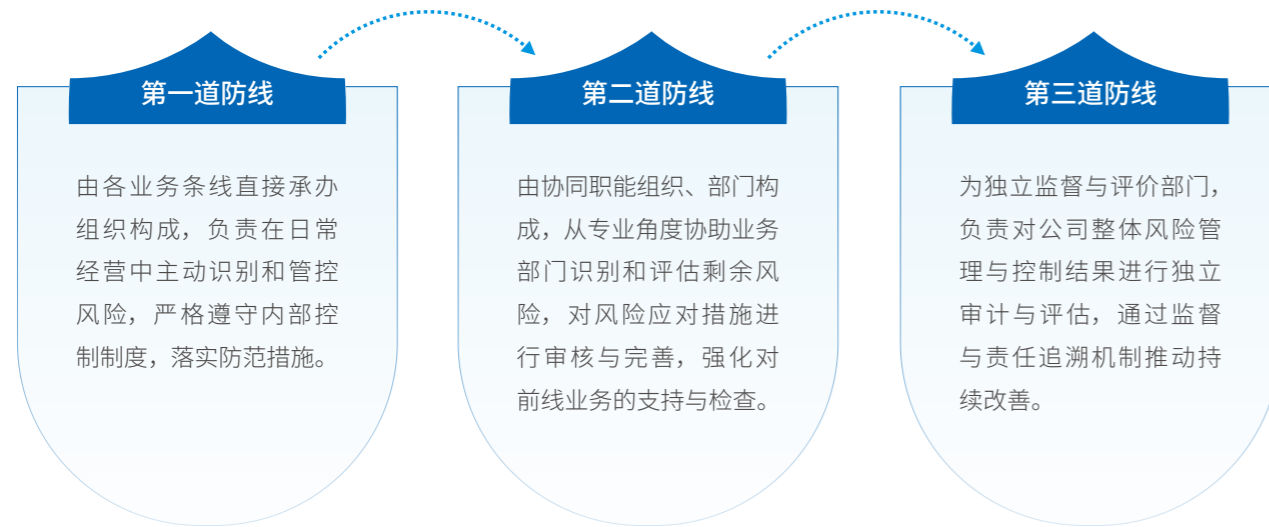 第一道防线
由各业务条线直接承办
组织构成，负责在日常
经营中主动识别和管控
风险，严格遵守内部控
制制度，落实防范措施。
第二道防线
由协同职能组织、部门构
成，从专业角度协助业务
部门识别和评估剩余风
险，对风险应对措施进
行审核与完善，强化对
前线业务的支持与检查。
第三道防线
为独立监督与评价部门，
负责对公司整体风险管
理与控制结果进行独立
审计与评估，通过监督
与责任追溯机制推动持
续改善。